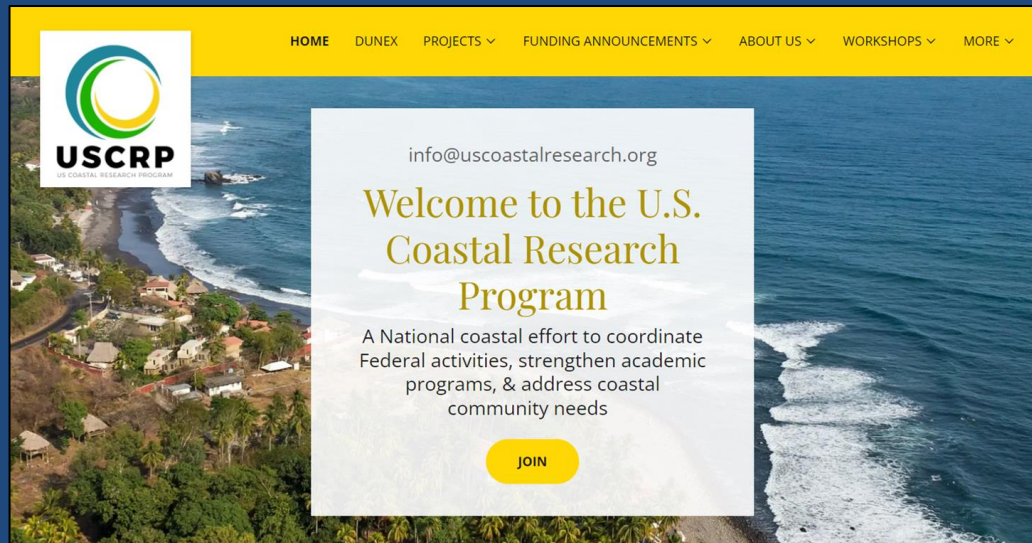 HOME DUNEX PROJECTS FUNDING ANNOUNCEMENTS ABOUT US WORKSHOPS MORE
USCRP
US COASTAL RESEARCH PROGRAM
info@uscoastalresearch.org
Welcome to the U.S.
Coastal Research
Program
A National coastal effort to coordinate
Federal activities, strengthen academic
programs, & address coastal
community needs
JOIN